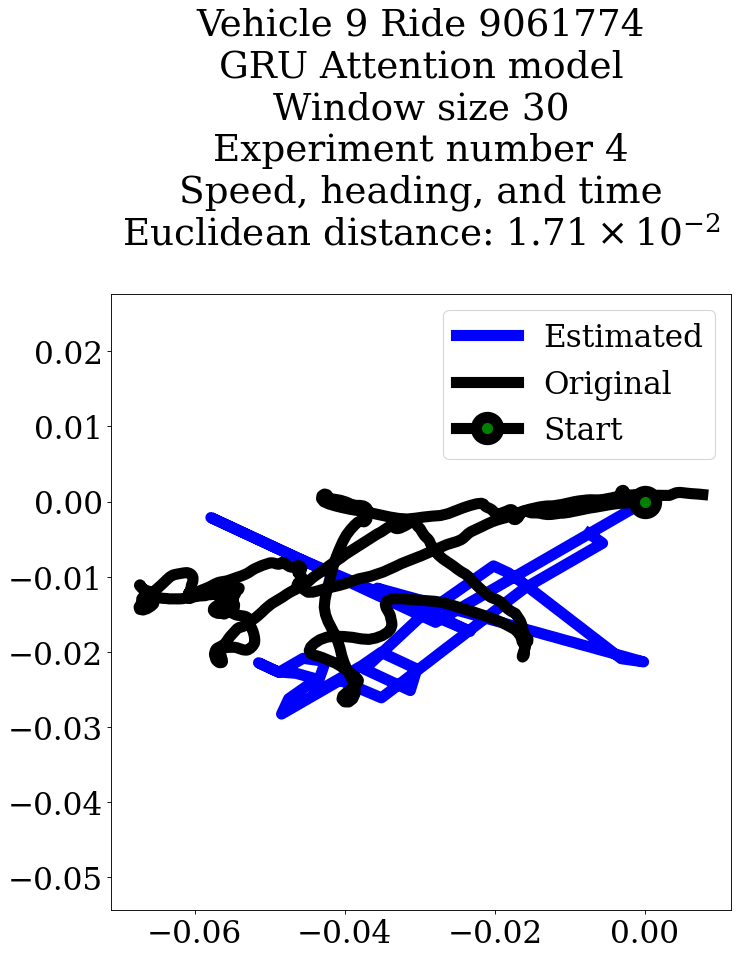 Vehicle 9 Ride 9061774
GRU Attention model
Window size 30
Experiment number 4
Speed, heading, and time
Euclidean distance: 1.71 × 10⁻²
Estimated
Original
Start
0.02
0.01
0.00
−0.01
−0.02
−0.03
−0.04
−0.05
−0.06
−0.04
−0.02
0.00